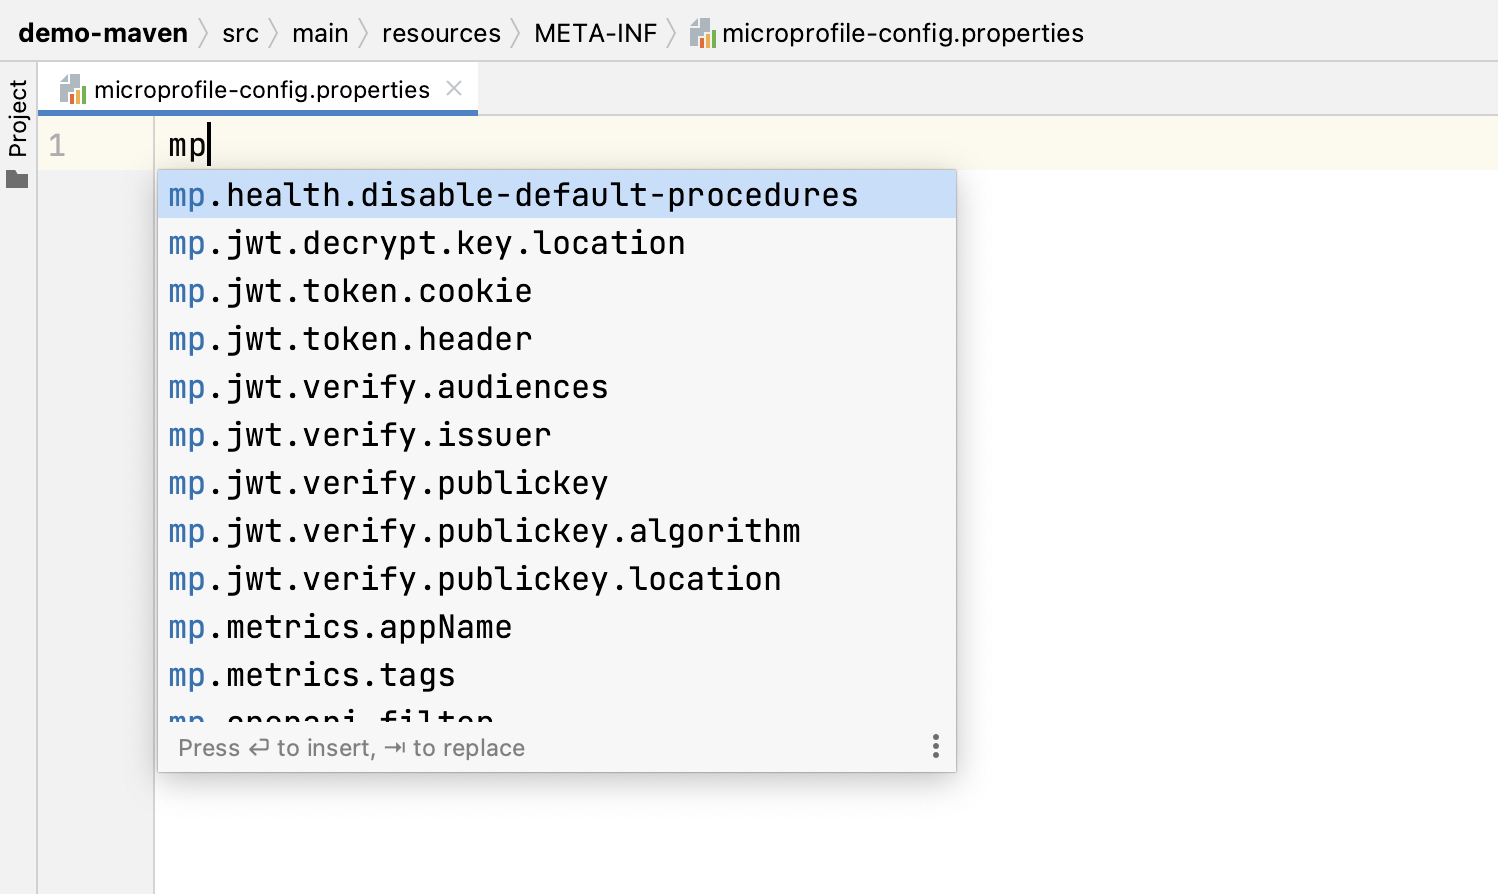 demo-maven src main resources META-INF microprofile-config.properties
Project
microprofile-config.properties
1 mp
mp.health.disable-default-procedures
mp.jwt.decrypt.key.location
mp.jwt.token.cookie
mp.jwt.token.header
mp.jwt.verify.audiences
mp.jwt.verify.issuer
mp.jwt.verify.publickey
mp.jwt.verify.publickey.algorithm
mp.jwt.verify.publickey.location
mp.metrics.appName
mp.metrics.tags
mp.openapi.filter
Press ↩ to insert, ⇥ to replace